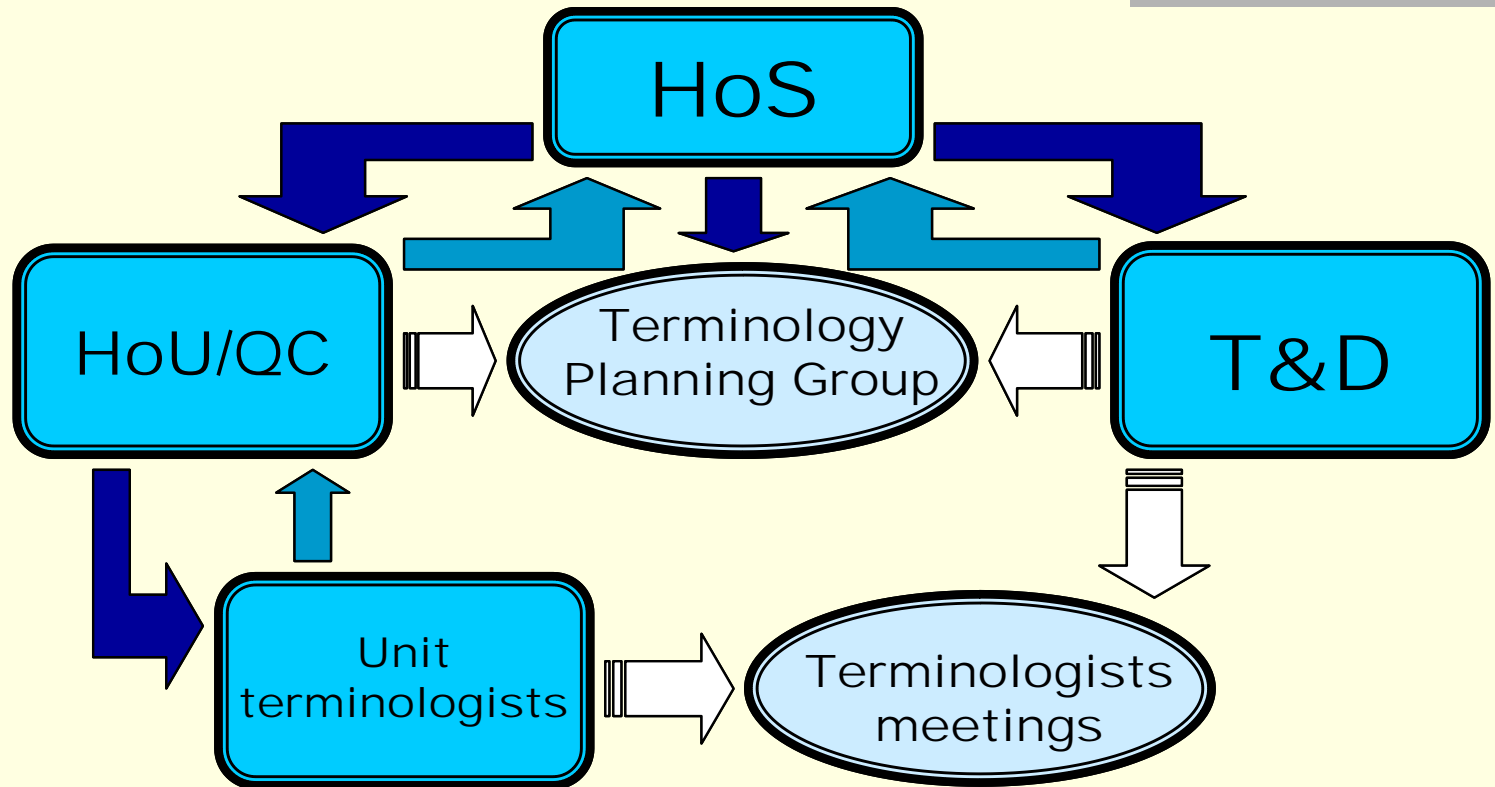 HoS
HoU/QC
Terminology
Planning Group
T&D
Unit
terminologists
Terminologists
meetings